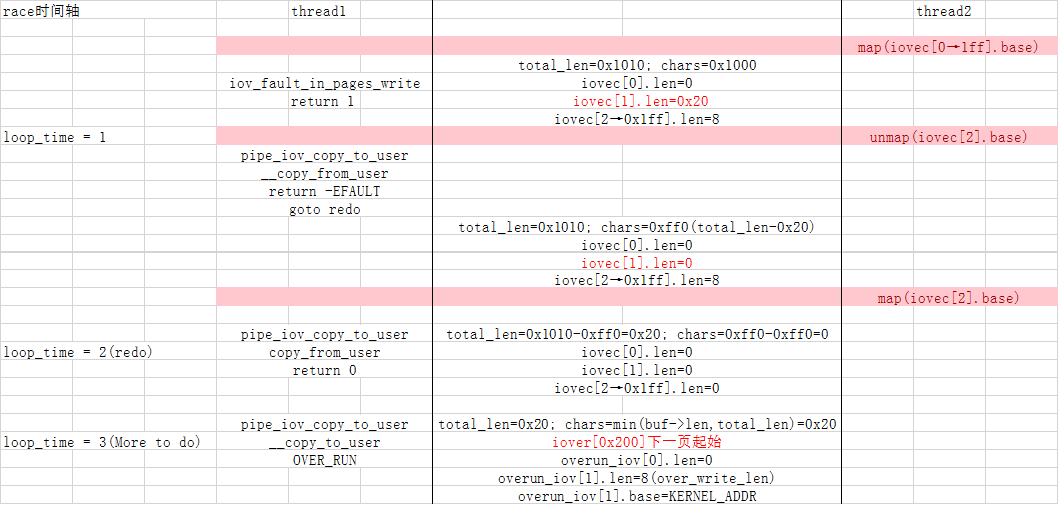 race时间轴 thread1 thread2
map(iovec[0→1ff].base)
total_len=0x1010; chars=0x1000
iov_fault_in_pages_write iovec[0].len=0
return 1 iovec[1].len=0x20
iovec[2→0x1ff].len=8
loop_time = 1 unmap(iovec[2].base)
pipe_iov_copy_to_user
__copy_from_user
return -EFAULT
goto redo
total_len=0x1010; chars=0xff0(total_len-0x20)
iovec[0].len=0
iovec[1].len=0
iovec[2→0x1ff].len=8
map(iovec[2].base)
pipe_iov_copy_to_user total_len=0x1010-0xff0=0x20; chars=0xff0-0xff0=0
loop_time = 2(redo) copy_from_user iovec[0].len=0
return 0 iovec[1].len=0
iovec[2→0x1ff].len=0
pipe_iov_copy_to_user total_len=0x20; chars=min(buf->len,total_len)=0x20
loop_time = 3(More to do) __copy_to_user iover[0x200]下一页起始
OVER_RUN overun_iov[0].len=0
overun_iov[1].len=8(over_write_len)
overun_iov[1].base=KERNEL_ADDR